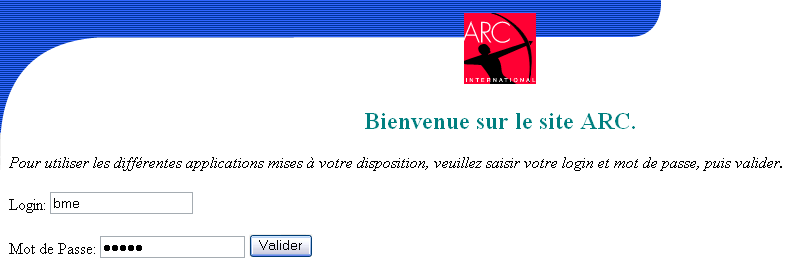 ARC
INTERNATIONAL
Bienvenue sur le site ARC.
Pour utiliser les différentes applications mises à votre disposition, veuillez saisir votre login et mot de passe, puis valider.
Login: bme
Mot de Passe: ●●●●● Valider